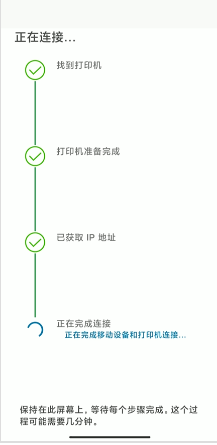 正在连接...
找到打印机
打印机准备完成
已获取 IP 地址
正在完成连接
正在完成移动设备和打印机连接...
保持在此屏幕上，等待每个步骤完成。这个过
程可能需要几分钟。